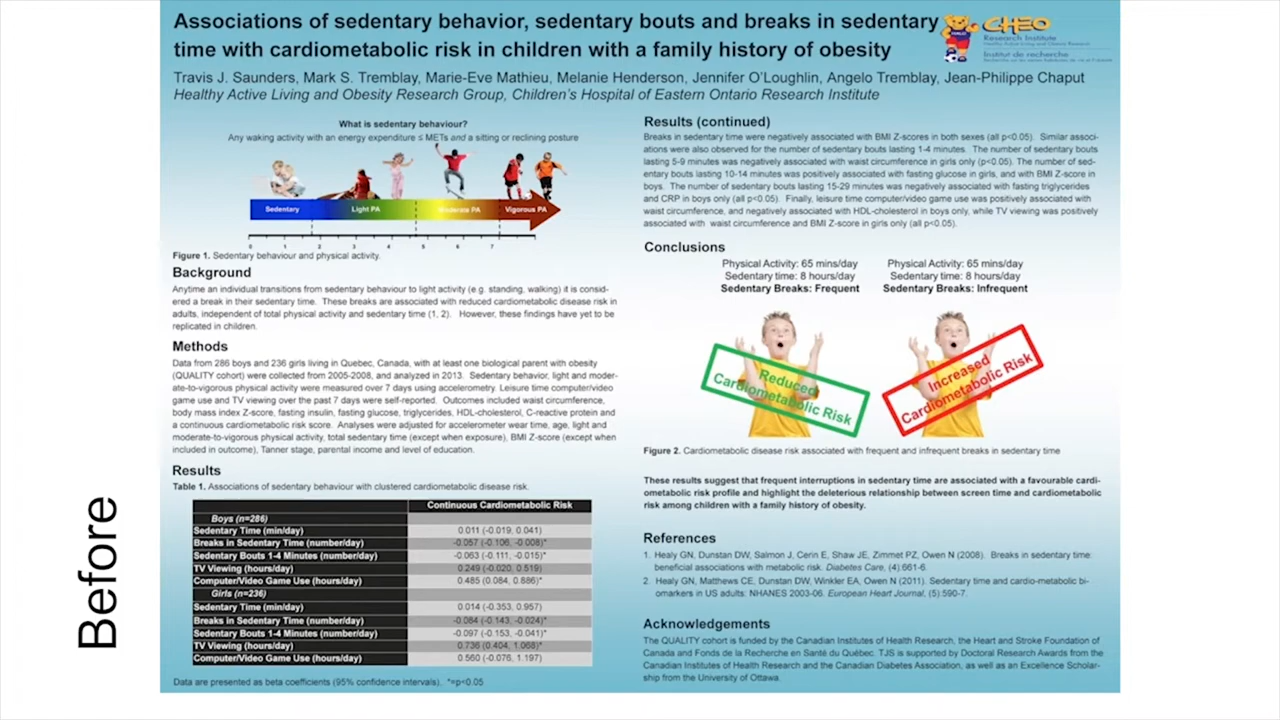 Before
Associations of sedentary behavior, sedentary bouts and breaks in sedentary
time with cardiometabolic risk in children with a family history of obesity
CHEO
Research Institute
Healthy Active Living and Obesity Research
Institut de recherche
Travis J. Saunders, Mark S. Tremblay, Marie-Eve Mathieu, Melanie Henderson, Jennifer O'Loughlin, Angelo Tremblay, Jean-Philippe Chaput
Healthy Active Living and Obesity Research Group, Children's Hospital of Eastern Ontario Research Institute
What is sedentary behaviour?
Any waking activity with an energy expenditure ≤ METs and a sitting or reclining posture
Sedentary Light PA Moderate PA Vigorous PA
0 1 2 3 4 5 6 7
Figure 1. Sedentary behaviour and physical activity.
Background
Anytime an individual transitions from sedentary behaviour to light activity (e.g. standing, walking) it is consid-
ered a break in their sedentary time. These breaks are associated with reduced cardiometabolic disease risk in
adults, independent of total physical activity and sedentary time (1, 2). However, these findings have yet to be
replicated in children.
Methods
Data from 286 boys and 236 girls living in Quebec, Canada, with at least one biological parent with obesity
(QUALITY cohort) were collected from 2005-2008, and analyzed in 2013. Sedentary behavior, light and moder-
ate-to-vigorous physical activity were measured over 7 days using accelerometry. Leisure time computer/video
game use and TV viewing over the past 7 days were self-reported. Outcomes included waist circumference,
body mass index Z-score, fasting insulin, fasting glucose, triglycerides, HDL-cholesterol, C-reactive protein and
a continuous cardiometabolic risk score. Analyses were adjusted for accelerometer wear time, age, light and
moderate-to-vigorous physical activity, total sedentary time (except when exposure), BMI Z-score (except when
included in outcome), Tanner stage, parental income and level of education.
Results
Table 1. Associations of sedentary behaviour with clustered cardiometabolic disease risk.
Continuous Cardiometabolic Risk
Boys (n=286)
Sedentary Time (min/day) 0.011 (-0.019, 0.041)
Breaks in Sedentary Time (number/day) -0.057 (-0.106, -0.008)*
Sedentary Bouts 1-4 Minutes (number/day) -0.063 (-0.111, -0.015)*
TV Viewing (hours/day) 0.249 (-0.020, 0.519)
Computer/Video Game Use (hours/day) 0.485 (0.084, 0.886)*
Girls (n=236)
Sedentary Time (min/day) 0.014 (-0.353, 0.957)
Breaks in Sedentary Time (number/day) -0.084 (-0.143, -0.024)*
Sedentary Bouts 1-4 Minutes (number/day) -0.097 (-0.153, -0.041)*
TV Viewing (hours/day) 0.736 (0.404, 1.068)*
Computer/Video Game Use (hours/day) 0.560 (-0.076, 1.197)
Data are presented as beta coefficients (95% confidence intervals), *=p<0.05
Results (continued)
Breaks in sedentary time were negatively associated with BMI Z-scores in both sexes (all p<0.05). Similar associ-
ations were also observed for the number of sedentary bouts lasting 1-4 minutes. The number of sedentary bouts
lasting 5-9 minutes was negatively associated with waist circumference in girls only (p<0.05). The number of sed-
entary bouts lasting 10-14 minutes was positively associated with fasting glucose in girls, and with BMI Z-score in
boys. The number of sedentary bouts lasting 15-29 minutes was negatively associated with fasting triglycerides
and CRP in boys only (all p<0.05). Finally, leisure time computer/video game use was positively associated with
waist circumference, and negatively associated with HDL-cholesterol in boys only, while TV viewing was positively
associated with waist circumference and BMI Z-score in girls only (all p<0.05).
Conclusions
Physical Activity: 65 mins/day
Sedentary time: 8 hours/day
Sedentary Breaks: Frequent
Physical Activity: 65 mins/day
Sedentary time: 8 hours/day
Sedentary Breaks: Infrequent
Reduced
Cardiometabolic Risk
Increased
Cardiometabolic Risk
Figure 2. Cardiometabolic disease risk associated with frequent and infrequent breaks in sedentary time
These results suggest that frequent interruptions in sedentary time are associated with a favourable cardi-
ometabolic risk profile and highlight the deleterious relationship between screen time and cardiometabolic
risk among children with a family history of obesity.
References
1. Healy GN, Dunstan DW, Salmon J, Cerin E, Shaw JE, Zimmet PZ, Owen N (2008). Breaks in sedentary time:
beneficial associations with metabolic risk. Diabetes Care, (4):661-6.
2. Healy GN, Matthews CE, Dunstan DW, Winkler EA, Owen N (2011). Sedentary time and cardio-metabolic bi-
omarkers in US adults: NHANES 2003-06. European Heart Journal, (5):590-7.
Acknowledgements
The QUALITY cohort is funded by the Canadian Institutes of Health Research, the Heart and Stroke Foundation of
Canada and Fonds de la Recherche en Santé du Québec. TJS is supported by Doctoral Research Awards from the
Canadian Institutes of Health Research and the Canadian Diabetes Association, as well as an Excellence Scholar-
ship from the University of Ottawa.